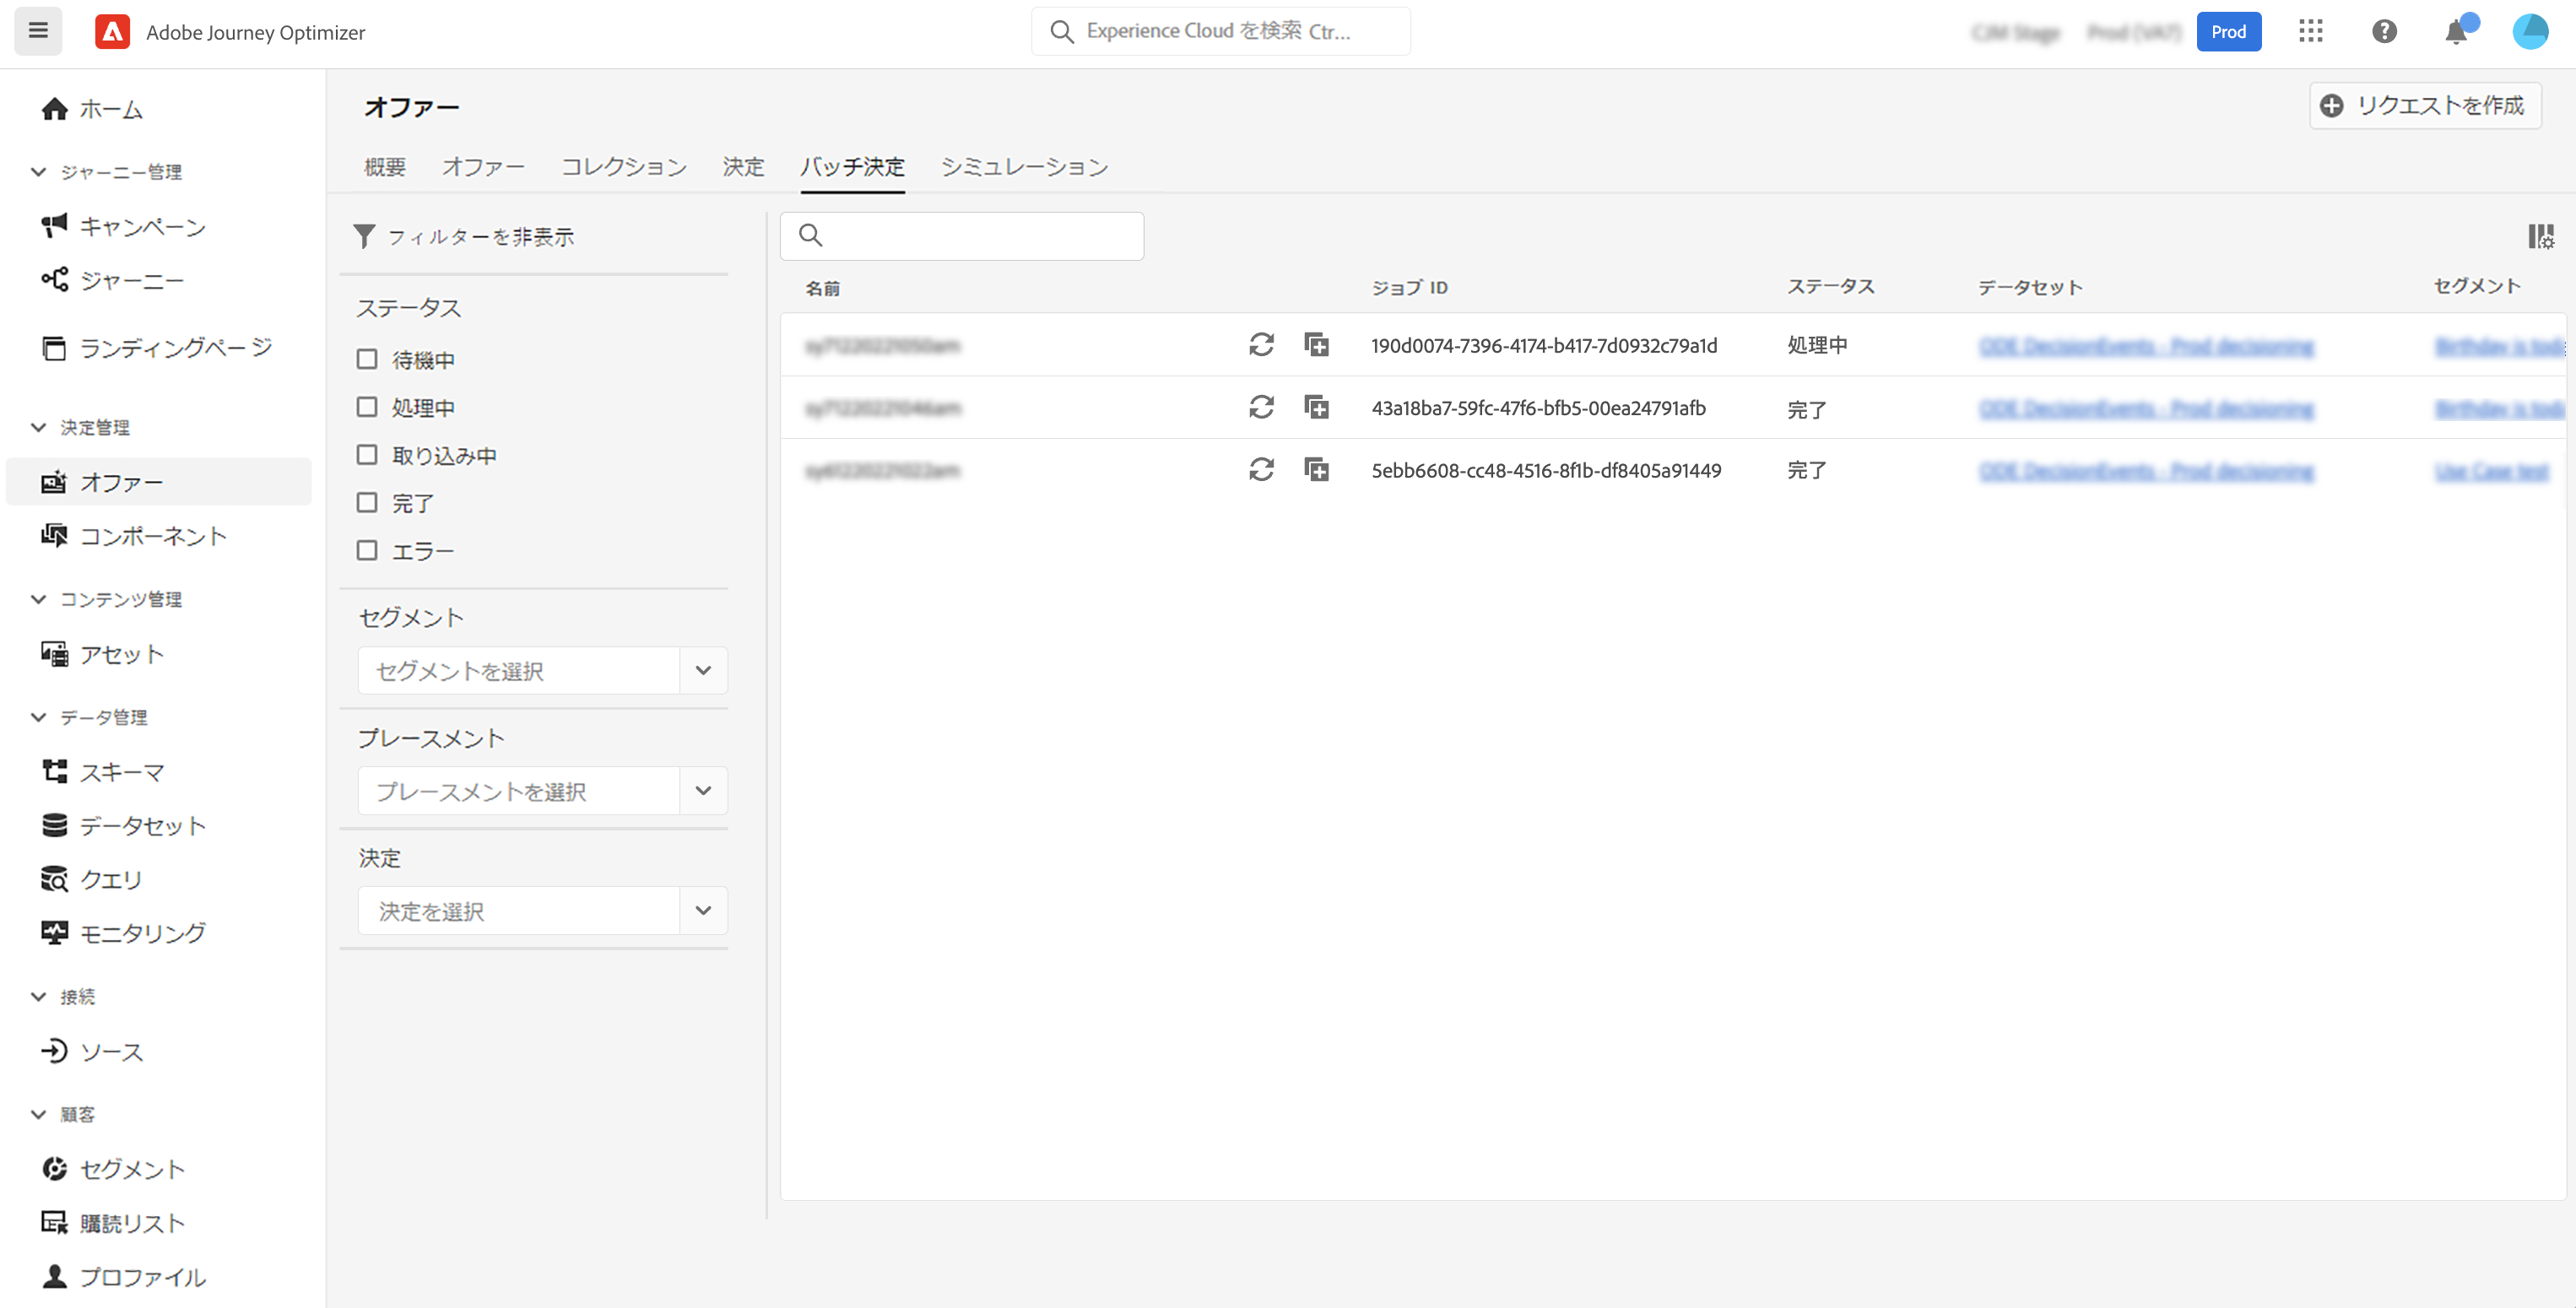 Adobe Journey Optimizer
Experience Cloud を検索 Ctr...
Prod
ホーム
ジャーニー管理
キャンペーン
ジャーニー
ランディングページ
決定管理
オファー
コンポーネント
コンテンツ管理
アセット
データ管理
スキーマ
データセット
クエリ
モニタリング
接続
ソース
顧客
セグメント
購読リスト
プロファイル
オファー
リクエストを作成
概要 オファー コレクション 決定 バッチ決定 シミュレーション
フィルターを非表示
ステータス
待機中
処理中
取り込み中
完了
エラー
セグメント
セグメントを選択
プレースメント
プレースメントを選択
決定
決定を選択
名前 ジョブ ID ステータス データセット セグメント
190d0074-7396-4174-b417-7d0932c79a1d 処理中
43a18ba7-59fc-47f6-bfb5-00ea24791afb 完了
5ebb6608-cc48-4516-8f1b-df8405a91449 完了